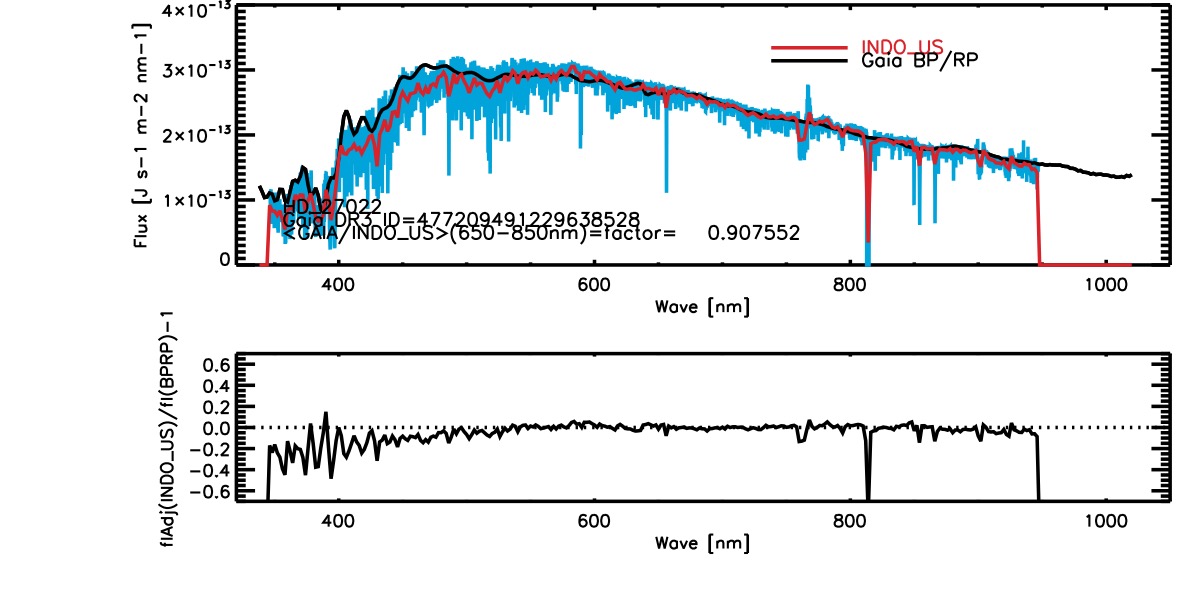 4×10−13
3×10−13
2×10−13
1×10−13
0
Flux [J s−1 m−2 nm−1]
INDO_US
Gaia BP/RP
HD_27022
Gaia DR3 ID=477209491229638528
<GAIA/INDO_US>(650−850nm)=factor= 0.907552
400 600 800 1000
Wave [nm]
flAdj(INDO_US)/fl(BPRP)−1
0.6
0.4
0.2
0.0
−0.2
−0.4
−0.6
400 600 800 1000
Wave [nm]